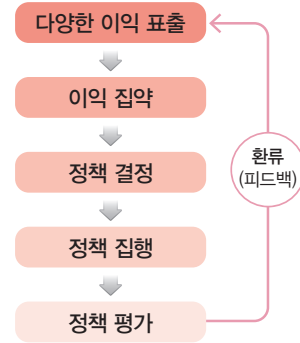 다양한 이익 표출
이익 집약
정책 결정
정책 집행
정책 평가
환류
(피드백)